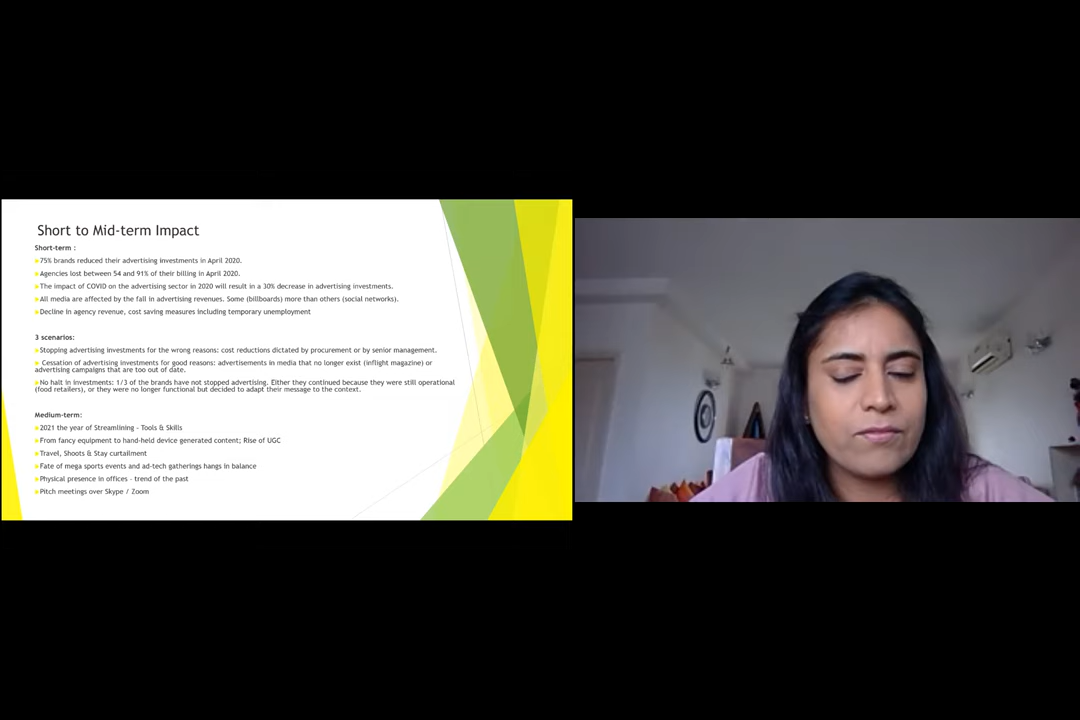 Short to Mid-term Impact
Short-term :
75% brands reduced their advertising investments in April 2020.
Agencies lost between 54 and 91% of their billing in April 2020.
The impact of COVID on the advertising sector in 2020 will result in a 30% decrease in advertising investments.
All media are affected by the fall in advertising revenues. Some (billboards) more than others (social networks).
Decline in agency revenue, cost saving measures including temporary unemployment
3 scenarios:
Stopping advertising investments for the wrong reasons: cost reductions dictated by procurement or by senior management.
Cessation of advertising investments for good reasons: advertisements in media that no longer exist (inflight magazine) or
advertising campaigns that are too out of date.
No halt in investments: 1/3 of the brands have not stopped advertising. Either they continued because they were still operational
(food retailers), or they were no longer functional but decided to adapt their message to the context.
Medium-term:
2021 the year of Streamlining - Tools & Skills
From fancy equipment to hand-held device generated content; Rise of UGC
Travel, Shoots & Stay curtailment
Fate of mega sports events and ad-tech gatherings hangs in balance
Physical presence in offices - trend of the past
Pitch meetings over Skype / Zoom